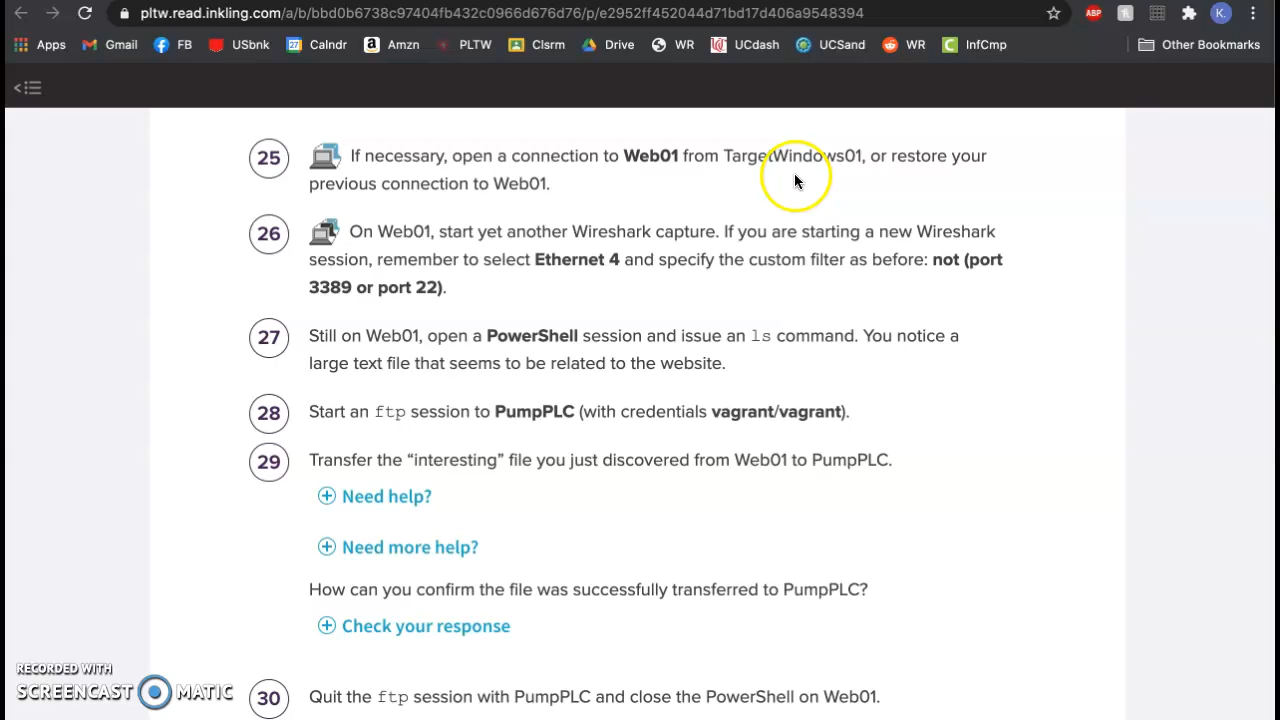 pltw.read.inkling.com/a/b/bbd0b6738c97404fb432c0966d676d76/p/e2952ff452044d71bd17d406a9548394
ABP
K.
Apps Gmail FB USbnk Calndr Amzn PLTW Clsrm Drive WR UCdash UCSand WR InfCmp Other Bookmarks
25 If necessary, open a connection to Web01 from TargetWindows01, or restore your
previous connection to Web01.
26 On Web01, start yet another Wireshark capture. If you are starting a new Wireshark
session, remember to select Ethernet 4 and specify the custom filter as before: not (port
3389 or port 22).
27 Still on Web01, open a PowerShell session and issue an ls command. You notice a
large text file that seems to be related to the website.
28 Start an ftp session to PumpPLC (with credentials vagrant/vagrant).
29 Transfer the “interesting” file you just discovered from Web01 to PumpPLC.
Need help?
Need more help?
How can you confirm the file was successfully transferred to PumpPLC?
Check your response
30 Quit the ftp session with PumpPLC and close the PowerShell on Web01.
RECORDED WITH
SCREENCAST MATIC